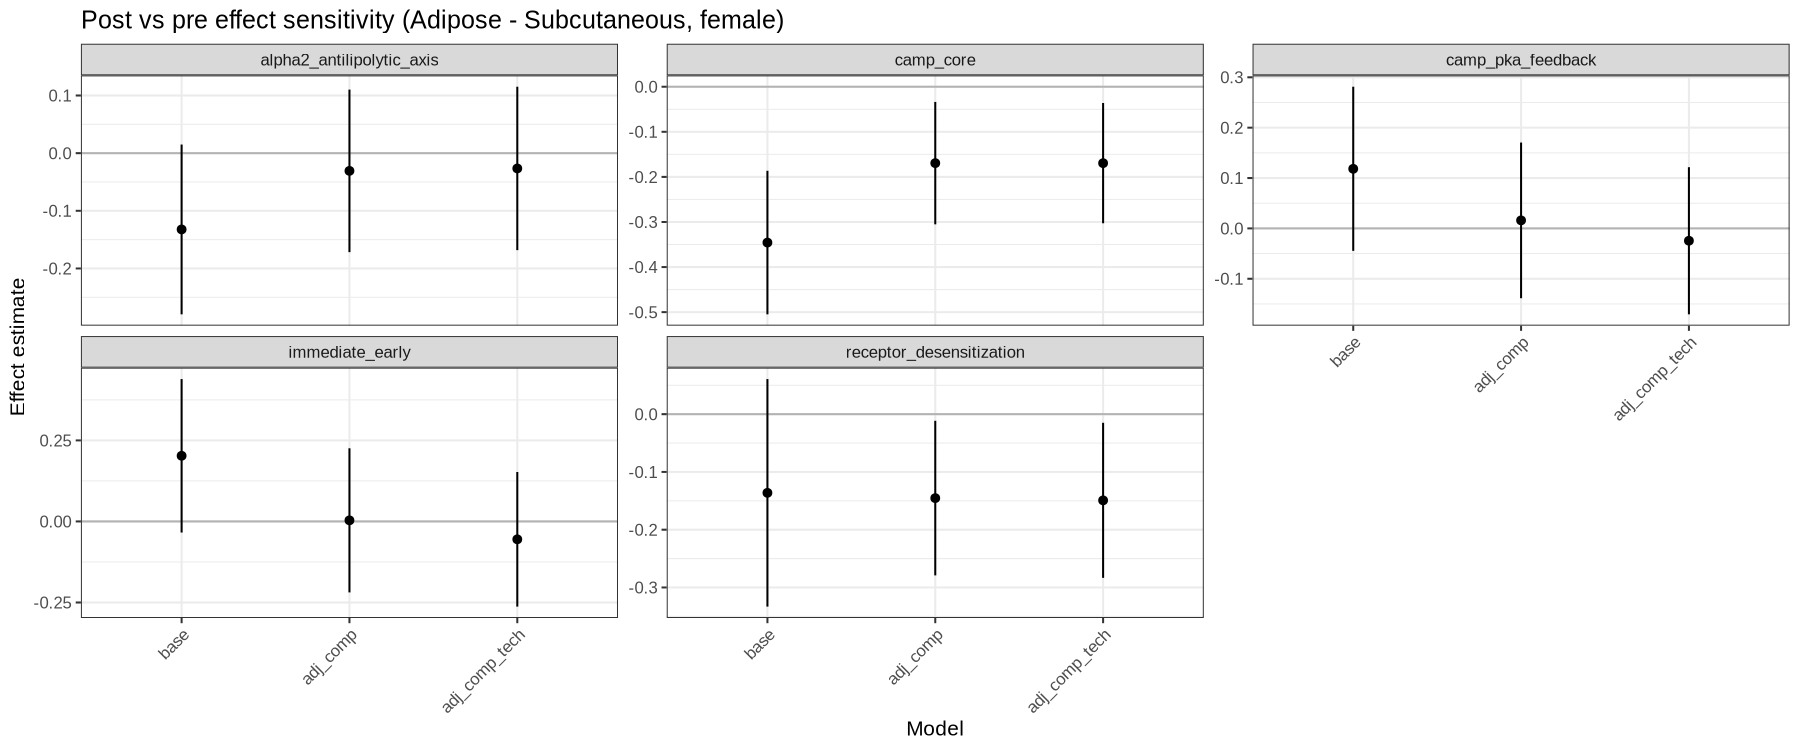 Post vs pre effect sensitivity (Adipose - Subcutaneous, female)
alpha2_antilipolytic_axis
camp_core
camp_pka_feedback
0.1
0.0
-0.1
-0.2
0.0
-0.1
-0.2
-0.3
-0.4
-0.5
0.3
0.2
0.1
0.0
-0.1
base
adj_comp
adj_comp_tech
Effect estimate
immediate_early
receptor_desensitization
0.25
0.00
-0.25
0.0
-0.1
-0.2
-0.3
base
adj_comp
adj_comp_tech
base
adj_comp
adj_comp_tech
Model